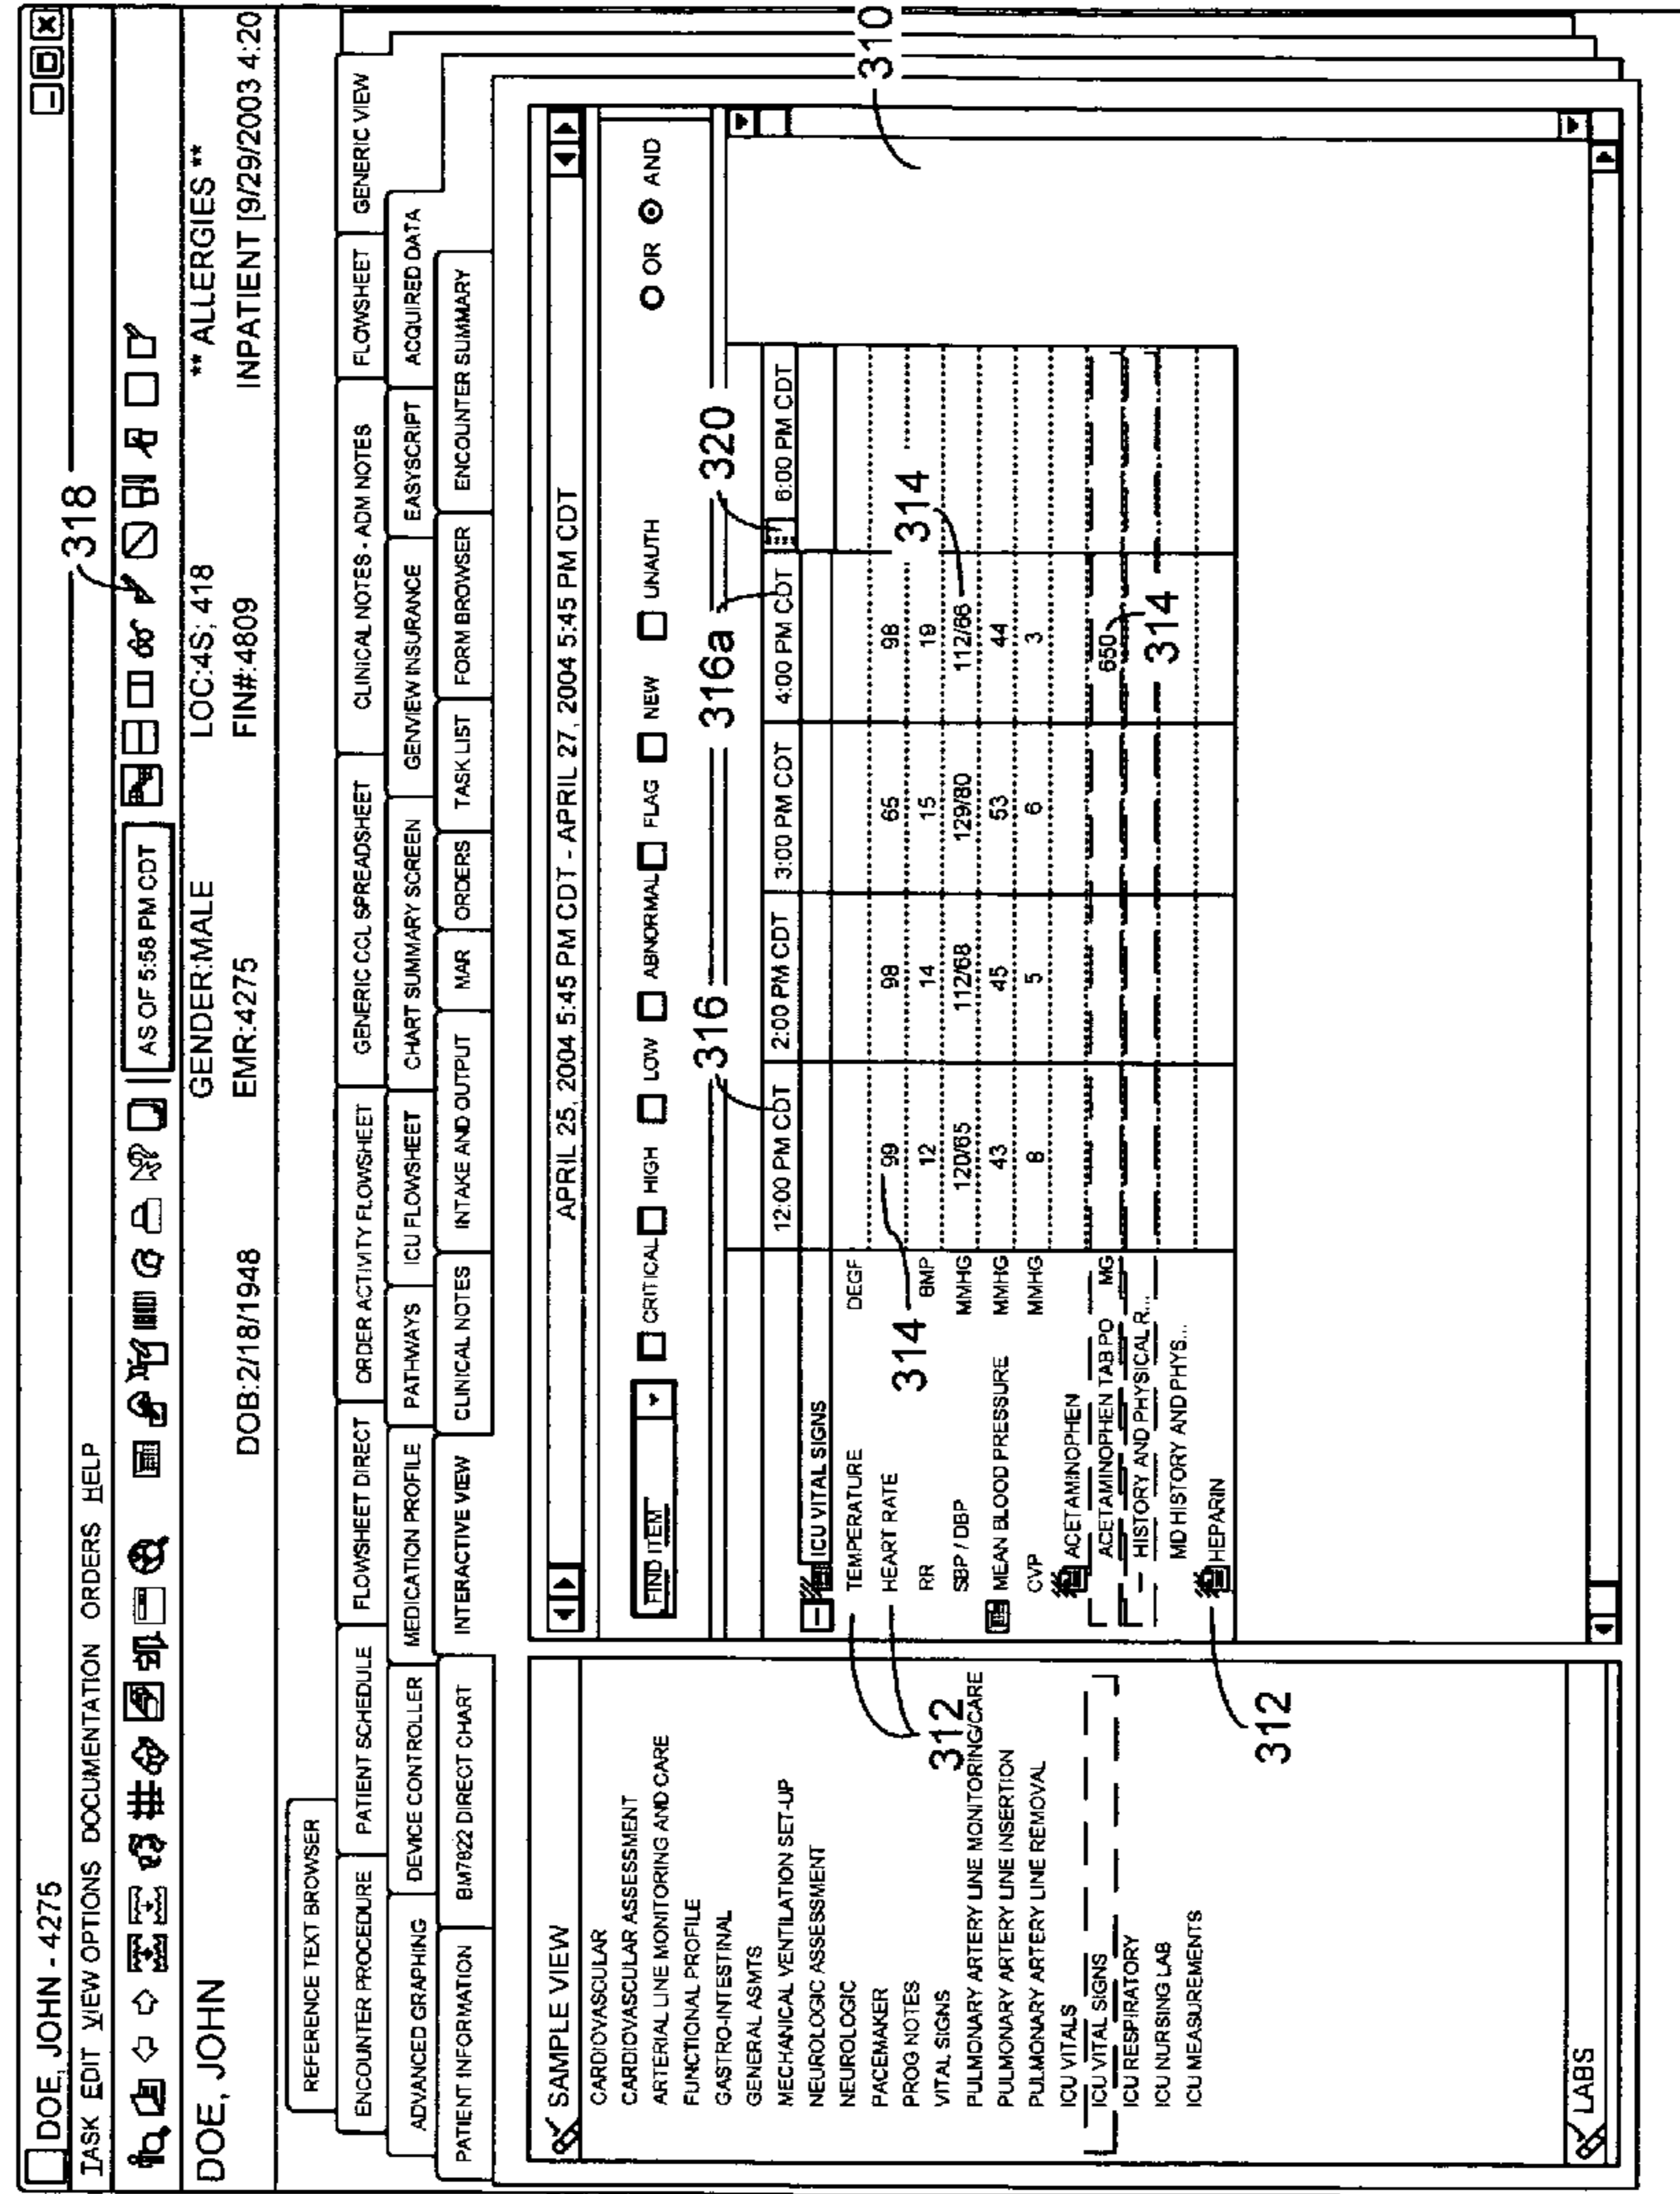 DOE, JOHN - 4275
TASK EDIT VIEW OPTIONS DOCUMENTATION ORDERS HELP
318
AS OF 5:58 PM CDT
DOE, JOHN GENDER:MALE LOC:4S; 418 ** ALLERGIES **
DOB:2/18/1948 EMR:4275 FIN#:4809 INPATIENT [9/29/2003 4:20
REFERENCE TEXT BROWSER
ENCOUNTER PROCEDURE PATIENT SCHEDULE FLOWSHEET DIRECT ORDER ACTIVITY FLOWSHEET GENERIC CCL SPREADSHEET CLINICAL NOTES - ADM NOTES FLOWSHEET GENERIC VIEW
ADVANCED GRAPHING DEVICE CONTROLLER MEDICATION PROFILE PATHWAYS ICU FLOWSHEET CHART SUMMARY SCREEN GENVIEW INSURANCE EASYSCRIPT ACQUIRED DATA
PATIENT INFORMATION BM7822 DIRECT CHART INTERACTIVE VIEW CLINICAL NOTES INTAKE AND OUTPUT MAR ORDERS TASK LIST FORM BROWSER ENCOUNTER SUMMARY
SAMPLE VIEW
CARDIOVASCULAR
CARDIOVASCULAR ASSESSMENT
ARTERIAL LINE MONITORING AND CARE
FUNCTIONAL PROFILE
GASTRO-INTESTINAL
GENERAL ASMTS
MECHANICAL VENTILATION SET-UP
NEUROLOGIC ASSESSMENT
NEUROLOGIC
PACEMAKER
PROG NOTES
VITAL SIGNS
PULMONARY ARTERY LINE MONITORING/CARE
PULMONARY ARTERY LINE INSERTION
PULMONARY ARTERY LINE REMOVAL
ICU VITALS
ICU VITAL SIGNS
ICU RESPIRATORY
ICU NURSING LAB
ICU MEASUREMENTS
LABS
312
312
APRIL 25, 2004 5:45 PM CDT - APRIL 27, 2004 5:45 PM CDT
FIND ITEM CRITICAL HIGH LOW ABNORMAL FLAG NEW UNAUTH OR AND
316 316a 320 310
12:00 PM CDT 2:00 PM CDT 3:00 PM CDT 4:00 PM CDT 6:00 PM CDT
ICU VITAL SIGNS
TEMPERATURE DEGF
HEART RATE 99 98 65 98
RR BMP 12 14 15 19
314 314
SBP / DBP MMHG 120/65 112/68 129/80 112/66
MEAN BLOOD PRESSURE MMHG 43 45 53 44
CVP MMHG 8 5 6 3
ACETAMINOPHEN
ACETAMINOPHEN TAB PO MG 650
HISTORY AND PHYSICAL R...
314
MD HISTORY AND PHYS...
HEPARIN